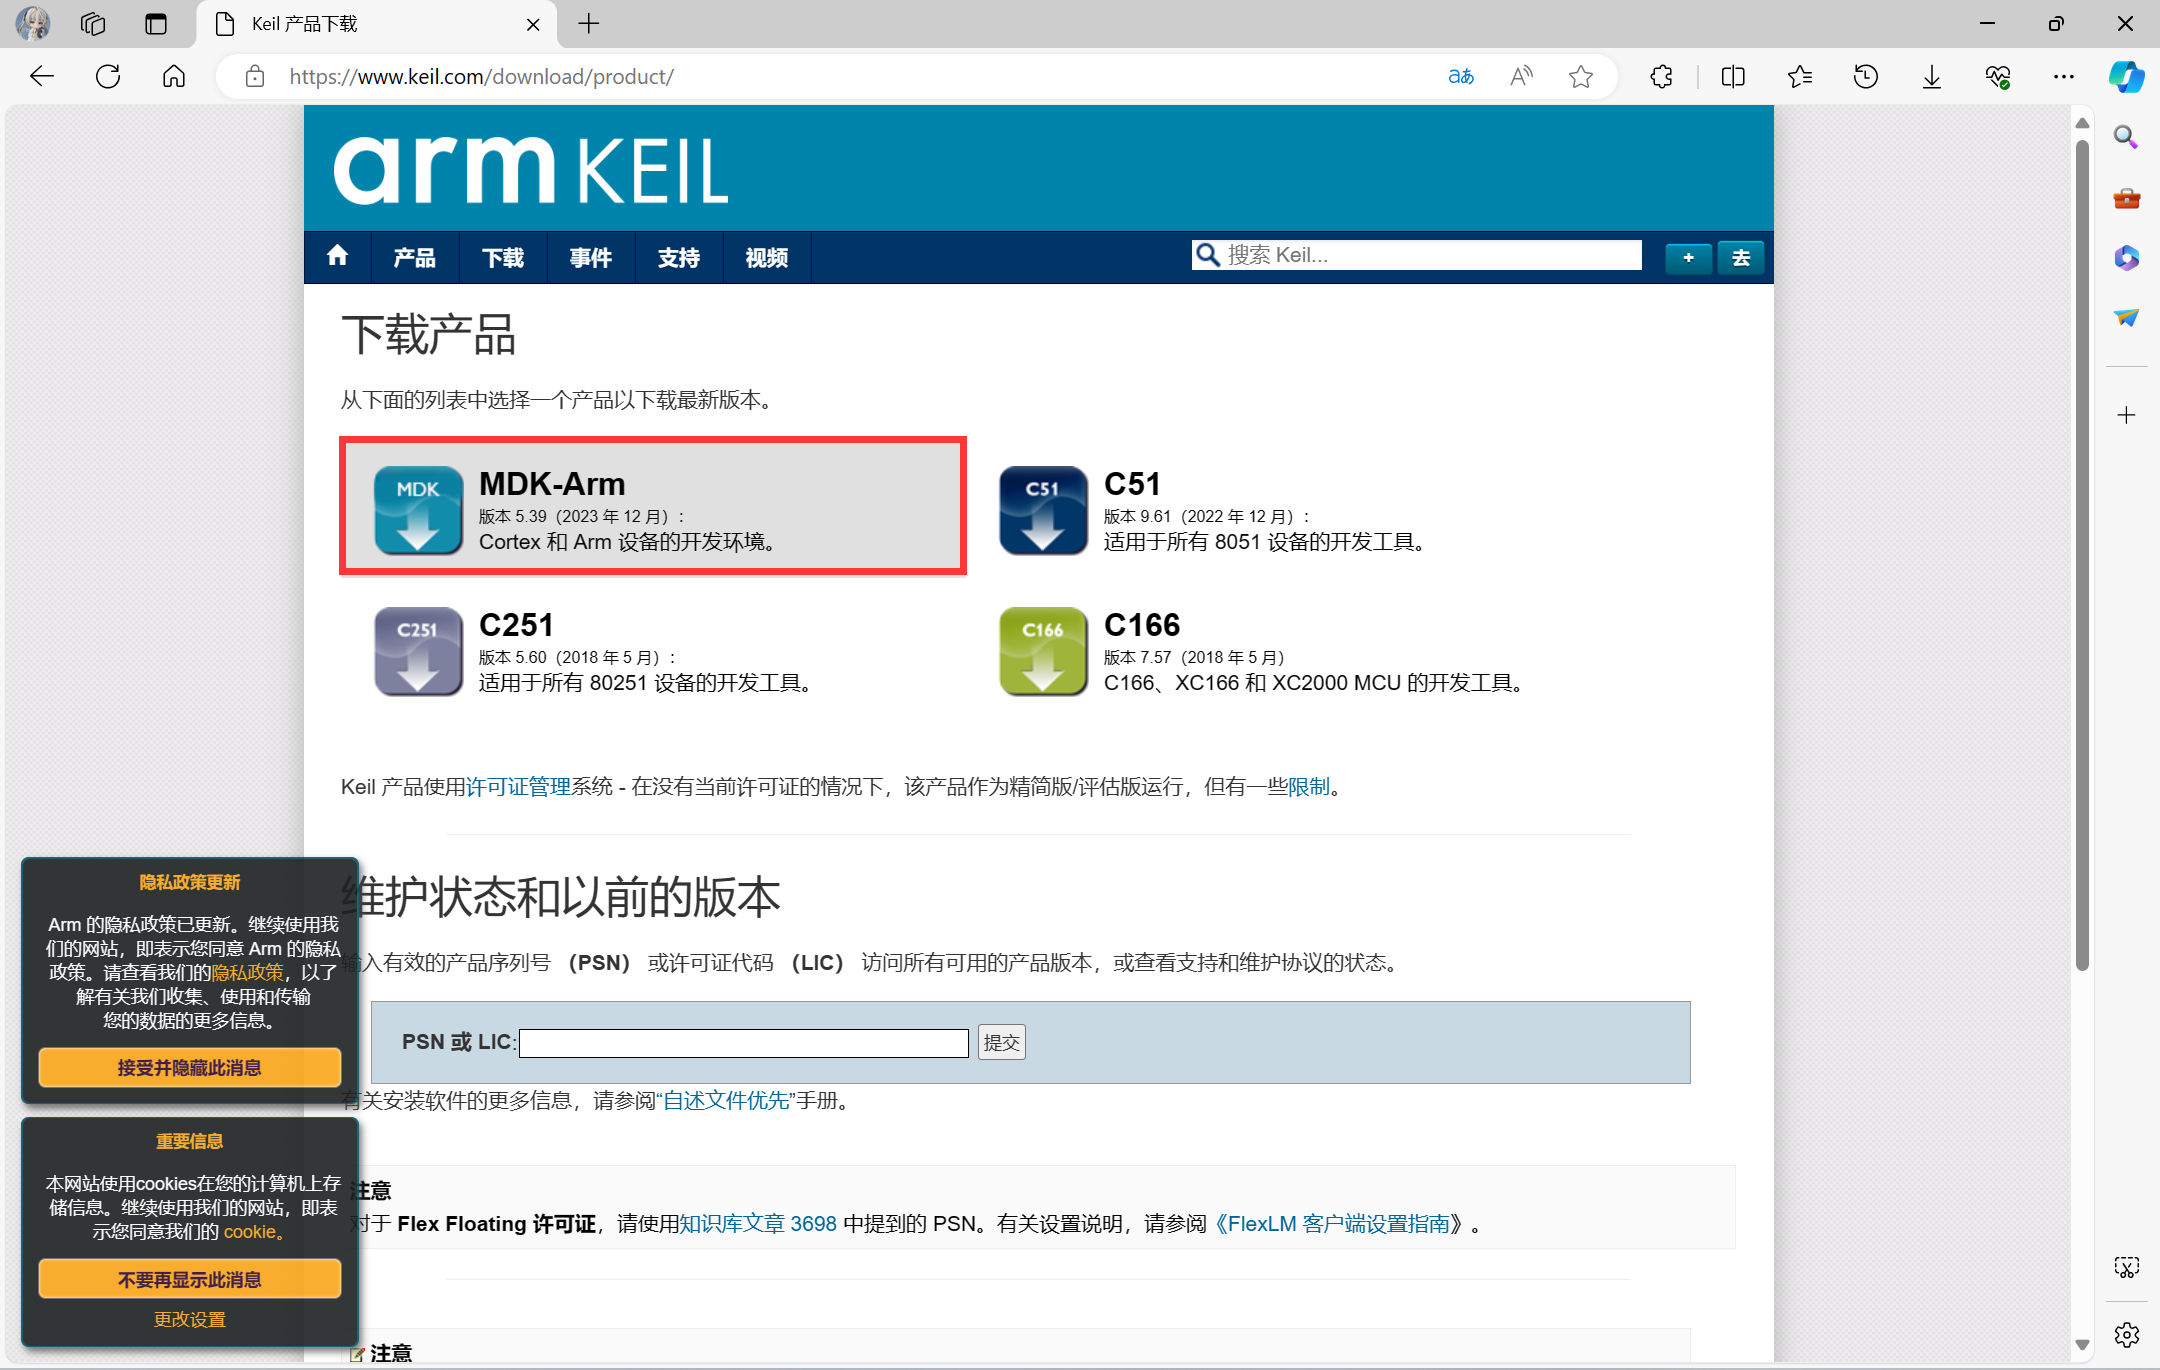 Keil 产品下载
https://www.keil.com/download/product/
arm KEIL
产品
下载
事件
支持
视频
搜索 Keil...
+
去
下载产品
从下面的列表中选择一个产品以下载最新版本。
MDK
MDK-Arm
版本 5.39（2023 年 12 月）：
Cortex 和 Arm 设备的开发环境。
C51
C51
版本 9.61（2022 年 12 月）：
适用于所有 8051 设备的开发工具。
C251
C251
版本 5.60（2018 年 5 月）：
适用于所有 80251 设备的开发工具。
C166
C166
版本 7.57（2018 年 5 月）
C166、XC166 和 XC2000 MCU 的开发工具。
Keil 产品使用许可证管理系统 - 在没有当前许可证的情况下，该产品作为精简版/评估版运行，但有一些限制。
维护状态和以前的版本
输入有效的产品序列号 （PSN） 或许可证代码 （LIC） 访问所有可用的产品版本，或查看支持和维护协议的状态。
PSN 或 LIC:
提交
有关安装软件的更多信息，请参阅“自述文件优先”手册。
注意
对于 Flex Floating 许可证，请使用知识库文章 3698 中提到的 PSN。有关设置说明，请参阅《FlexLM 客户端设置指南》。
注意
隐私政策更新
Arm 的隐私政策已更新。继续使用我
们的网站，即表示您同意 Arm 的隐私
政策。请查看我们的隐私政策，以了
解有关我们收集、使用和传输
您的数据的更多信息。
接受并隐藏此消息
重要信息
本网站使用cookies在您的计算机上存
储信息。继续使用我们的网站，即表
示您同意我们的 cookie。
不要再显示此消息
更改设置